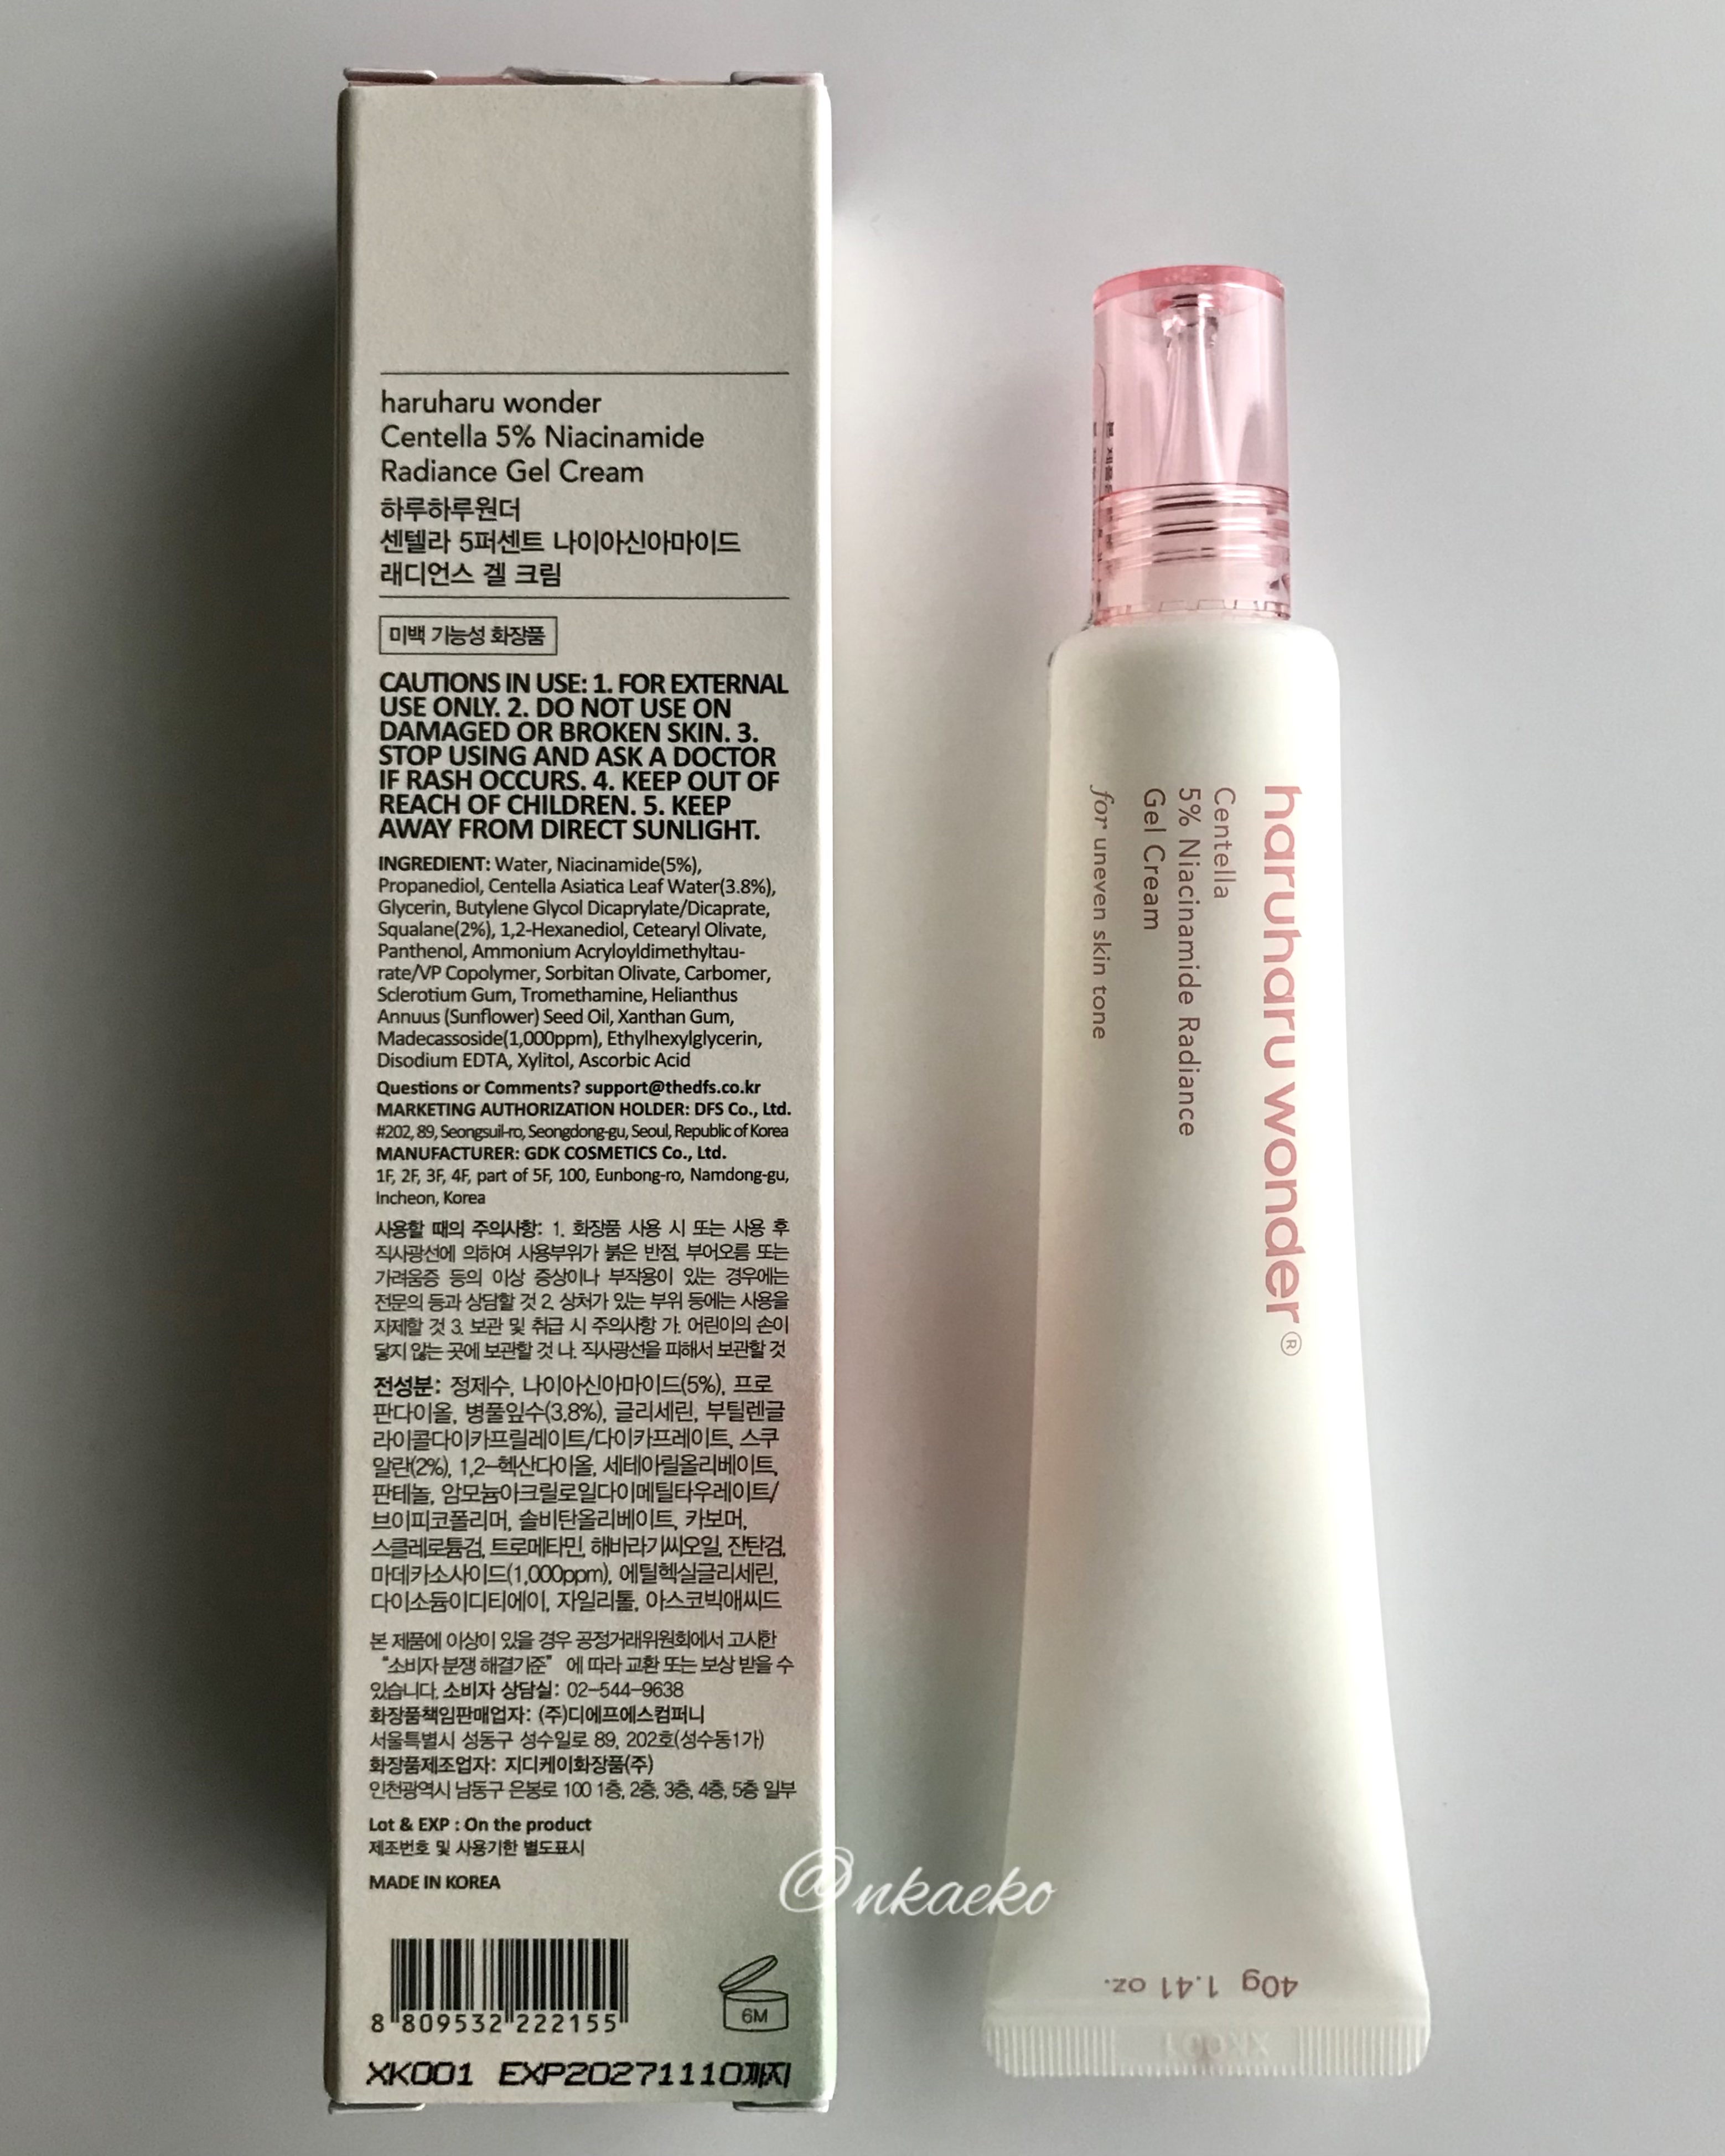 haruharu wonder
Centella 5% Niacinamide
Radiance Gel Cream
하루하루원더
센텔라 5퍼센트 나이아신아마이드
래디언스 겔 크림
미백 기능성 화장품
CAUTIONS IN USE: 1. FOR EXTERNAL
USE ONLY. 2. DO NOT USE ON
DAMAGED OR BROKEN SKIN. 3.
STOP USING AND ASK A DOCTOR
IF RASH OCCURS. 4. KEEP OUT OF
REACH OF CHILDREN. 5. KEEP
AWAY FROM DIRECT SUNLIGHT.
INGREDIENT: Water, Niacinamide(5%),
Propanediol, Centella Asiatica Leaf Water(3.8%),
Glycerin, Butylene Glycol Dicaprylate/Dicaprate,
Squalane(2%), 1,2-Hexanediol, Cetearyl Olivate,
Panthenol, Ammonium Acryloyldimethyltau-
rate/VP Copolymer, Sorbitan Olivate, Carbomer,
Sclerotium Gum, Tromethamine, Helianthus
Annuus (Sunflower) Seed Oil, Xanthan Gum,
Madecassoside(1,000ppm), Ethylhexylglycerin,
Disodium EDTA, Xylitol, Ascorbic Acid
Questions or Comments? support@thedfs.co.kr
MARKETING AUTHORIZATION HOLDER: DFS Co., Ltd.
#202, 89, Seongsuil-ro, Seongdong-gu, Seoul, Republic of Korea
MANUFACTURER: GDK COSMETICS Co., Ltd.
1F, 2F, 3F, 4F, part of 5F, 100, Eunbong-ro, Namdong-gu,
Incheon, Korea
사용할 때의 주의사항: 1. 화장품 사용 시 또는 사용 후
직사광선에 의하여 사용부위가 붉은 반점, 부어오름 또는
가려움증 등의 이상 증상이나 부작용이 있는 경우에는
전문의 등과 상담할 것 2. 상처가 있는 부위 등에는 사용을
자제할 것 3. 보관 및 취급 시 주의사항 가. 어린이의 손이
닿지 않는 곳에 보관할 것 나. 직사광선을 피해서 보관할 것
전성분: 정제수, 나이아신아마이드(5%), 프로
판다이올, 병풀잎수(3.8%), 글리세린, 부틸렌글
라이콜다이카프릴레이트/다이카프레이트, 스쿠
알란(2%), 1,2-헥산다이올, 세테아릴올리베이트,
판테놀, 암모늄아크릴로일다이메틸타우레이트/
브이피코폴리머, 솔비탄올리베이트, 카보머,
스클레로튬검, 트로메타민, 해바라기씨오일, 잔탄검,
마데카소사이드(1,000ppm), 에틸헥실글리세린,
다이소듐이디티에이, 자일리톨, 아스코빅애씨드
본 제품에 이상이 있을 경우 공정거래위원회에서 고시한
"소비자 분쟁 해결기준" 에 따라 교환 또는 보상 받을 수
있습니다. 소비자 상담실: 02-544-9638
화장품책임판매업자: (주)디에프에스컴퍼니
서울특별시 성동구 성수일로 89, 202호(성수동1가)
화장품제조업자: 지디케이화장품(주)
인천광역시 남동구 은봉로 100 1층, 2층, 3층, 4층, 5층 일부
Lot & EXP : On the product
제조번호 및 사용기한 별도표시
MADE IN KOREA
8 809532 222155
6M
XK001 EXP20271110까지
haruharu wonder®
Centella
5% Niacinamide Radiance
Gel Cream
for uneven skin tone
40g 1.41 oz.
XK001
@nkaeko